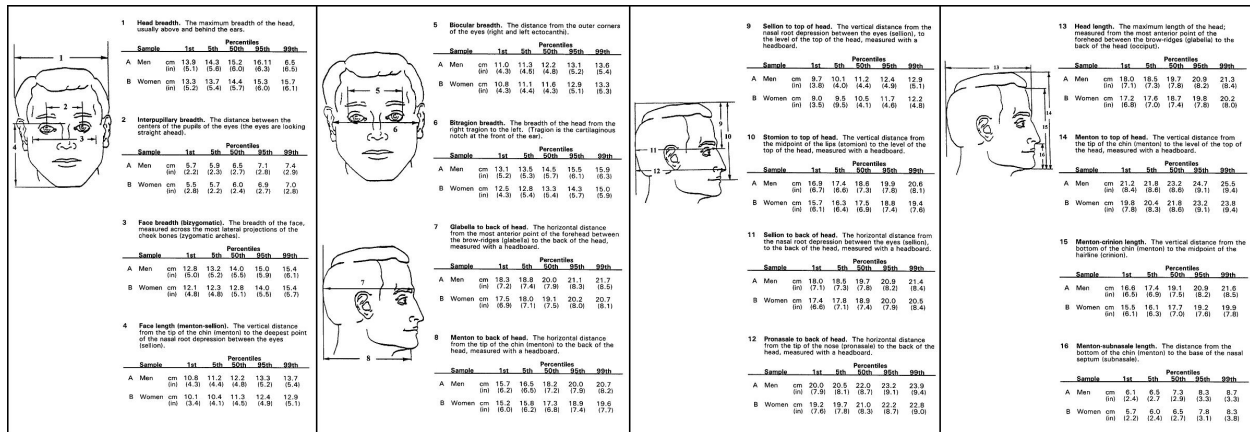 1 Head breadth. The maximum breadth of the head,
usually above and behind the ears.
Percentiles
Sample 1st 5th 50th 95th 99th
A Men cm 13.9 14.3 15.2 16.11 6.5
(in) (5.1) (5.6) (6.0) (6.3) (6.5)
B Women cm 13.3 13.7 14.4 15.3 15.7
(in) (5.2) (5.4) (5.7) (6.0) (6.1)
2 Interpupillary breadth. The distance between the
centers of the pupils of the eyes (the eyes are looking
straight ahead).
Percentiles
Sample 1st 5th 50th 95th 99th
A Men cm 5.7 5.9 6.5 7.1 7.4
(in) (2.2) (2.3) (2.7) (2.8) (2.9)
B Women cm 5.5 5.7 6.0 6.9 7.0
(in) (2.8) (2.2) (2.4) (2.7) (2.8)
3 Face breadth (bizygomatic). The breadth of the face,
measured across the most lateral projections of the
cheek bones (zygomatic arches).
Percentiles
Sample 1st 5th 50th 95th 99th
A Men cm 12.8 13.2 14.0 15.0 15.4
(in) (5.0) (5.2) (5.5) (5.9) (6.1)
B Women cm 12.1 12.3 12.8 14.0 15.4
(in) (4.8) (4.8) (5.1) (5.5) (5.7)
4 Face length (menton-sellion). The vertical distance
from the tip of the chin (menton) to the deepest point
of the nasal root depression between the eyes
(sellion).
Percentiles
Sample 1st 5th 50th 95th 99th
A Men cm 10.8 11.2 12.2 13.3 13.7
(in) (4.3) (4.4) (4.8) (5.2) (5.4)
B Women cm 10.1 10.4 11.3 12.4 12.9
(in) (3.4) (4.1) (4.5) (4.9) (5.1)
1
2
3
4
5 Biocular breadth. The distance from the outer corners
of the eyes (right and left ectocanthi).
Percentiles
Sample 1st 5th 50th 95th 99th
A Men cm 11.0 11.3 12.2 13.1 13.6
(in) (4.3) (4.6) (4.8) (5.2) (5.4)
B Women cm 10.8 11.1 11.6 12.9 13.3
(in) (4.3) (4.4) (4.3) (5.1) (5.3)
6 Bitragion breadth. The breadth of the head from the
right tragion to the left. (Tragion is the cartilaginous
notch at the front of the ear).
Percentiles
Sample 1st 5th 50th 95th 99th
A Men cm 13.1 13.5 14.5 15.5 15.9
(in) (5.2) (5.3) (5.7) (6.1) (6.3)
B Women cm 12.5 12.8 13.3 14.3 15.0
(in) (4.3) (5.4) (5.4) (5.7) (5.9)
7 Glabella to back of head. The horizontal distance
from the most anterior point of the forehead between
the brow-ridges (glabella) to the back of the head,
measured with a headboard.
Percentiles
Sample 1st 5th 50th 95th 99th
A Men cm 18.3 18.8 20.0 21.1 21.7
(in) (7.2) (7.4) (7.9) (8.3) (8.5)
B Women cm 17.5 18.0 19.1 20.2 20.7
(in) (6.9) (7.1) (7.5) (8.0) (8.1)
8 Menton to back of head. The horizontal distance
from the tip of the chin (menton) to the back of the
head, measured with a headboard.
Percentiles
Sample 1st 5th 50th 95th 99th
A Men cm 15.7 16.5 18.2 20.0 20.7
(in) (6.2) (6.5) (7.2) (7.9) (8.2)
B Women cm 15.2 15.8 17.3 18.9 19.6
(in) (6.0) (6.2) (6.8) (7.4) (7.7)
5
6
7
8
9 Sellion to top of head. The vertical distance from the
nasal root depression between the eyes (sellion), to
the level of the top of the head, measured with a
headboard.
Percentiles
Sample 1st 5th 50th 95th 99th
A Men cm 9.7 10.1 11.2 12.4 12.9
(in) (3.8) (4.0) (4.4) (4.9) (5.1)
B Women cm 9.0 9.5 10.5 11.7 12.2
(in) (3.5) (9.5) (4.1) (4.6) (4.8)
10 Stomion to top of head. The vertical distance from
the midpoint of the lips (stomion) to the level of the
top of the head, measured with a headboard.
Percentiles
Sample 1st 5th 50th 95th 99th
A Men cm 16.9 17.4 18.6 19.9 20.6
(in) (6.7) (6.6) (7.3) (7.8) (8.1)
B Women cm 15.7 16.3 17.5 18.8 19.4
(in) (6.1) (6.4) (6.9) (7.4) (7.6)
11 Sellion to back of head. The horizontal distance from
the nasal root depression between the eyes (sellion),
to the back of the head, measured with a headboard.
Percentiles
Sample 1st 5th 50th 95th 99th
A Men cm 18.0 18.5 19.7 20.9 21.4
(in) (7.1) (7.3) (7.8) (8.2) (8.4)
B Women cm 17.4 17.8 18.9 20.0 20.5
(in) (6.6) (7.1) (7.4) (7.9) (8.1)
12 Pronasale to back of head. The horizontal distance
from the tip of the nose (pronasale) to the back of the
head, measured with a headboard.
Percentiles
Sample 1st 5th 50th 95th 99th
A Men cm 20.0 20.5 22.0 23.2 23.9
(in) (7.9) (8.1) (8.7) (9.1) (9.4)
B Women cm 19.2 19.7 21.0 22.2 22.8
(in) (7.6) (7.8) (8.3) (8.7) (9.0)
9
10
11
12
13 Head length. The maximum length of the head;
measured from the most anterior point of the
forehead between the brow-ridges (glabella) to the
back of the head (occiput).
Percentiles
Sample 1st 5th 50th 95th 99th
A Men cm 18.0 18.5 19.7 20.9 21.3
(in) (7.1) (7.3) (7.8) (8.2) (8.4)
B Women cm 17.2 17.6 18.7 19.8 20.2
(in) (6.8) (7.0) (7.4) (7.8) (8.0)
14 Menton to top of head. The vertical distance from
the tip of the chin (menton) to the level of the top of
the head, measured with a headboard.
Percentiles
Sample 1st 5th 50th 95th 99th
A Men cm 21.2 21.8 23.2 24.7 25.5
(in) (8.4) (8.6) (8.6) (9.1) (9.4)
B Women cm 19.8 20.4 21.8 23.2 23.8
(in) (7.8) (8.3) (8.6) (9.1) (9.4)
15 Menton-crinion length. The vertical distance from the
bottom of the chin (menton) to the midpoint of the
hairline (crinion).
Percentiles
Sample 1st 5th 50th 95th 99th
A Men cm 16.6 17.4 19.1 20.9 21.6
(in) (6.5) (6.9) (7.5) (8.2) (8.5)
B Women cm 15.5 16.1 17.7 19.2 19.9
(in) (6.1) (6.3) (7.0) (7.6) (7.8)
16 Menton-subnasale length. The distance from the
bottom of the chin (menton) to the base of the nasal
septum (subnasale).
Percentiles
Sample 1st 5th 50th 95th 99th
A Men cm 6.1 6.5 7.3 8.3 8.7
(in) (2.4) (2.7) (2.9) (3.3) (3.3)
B Women cm 5.7 6.0 6.5 7.8 8.3
(in) (2.2) (2.4) (2.7) (3.1) (3.8)
13
14
15
16